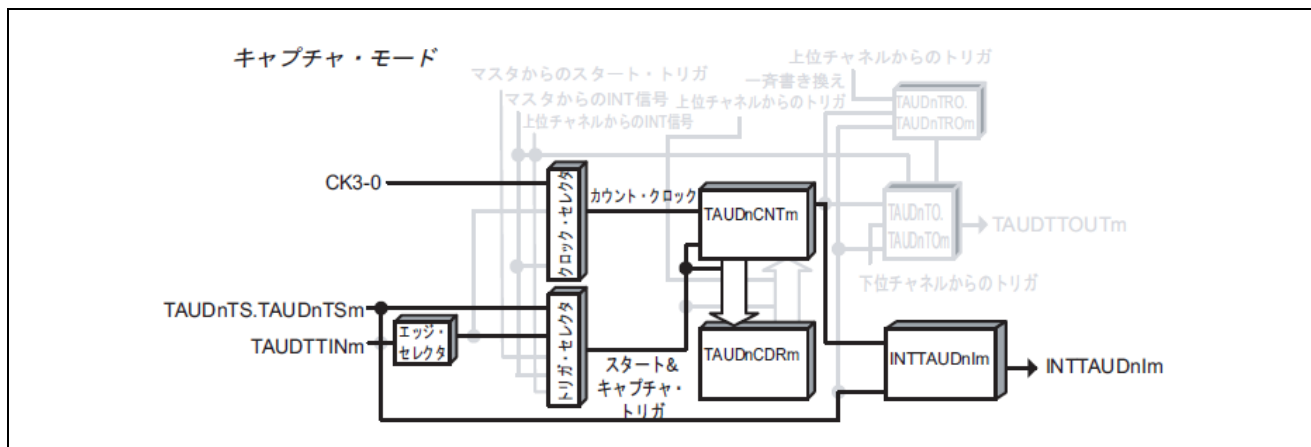 キャプチャ・モード
上位チャネルからのトリガ
マスタからのスタート・トリガ
一斉書き換え
マスタからのINT信号
上位チャネルからのトリガ
上位チャネルからのINT信号
TAUDnTRO.
TAUDnTROm
CK3-0
クロック・セレクタ
カウント・クロック
TAUDnCNTm
TAUDnTO.
TAUDnTOm
TAUDTTOUTm
下位チャネルからのトリガ
TAUDnTS.TAUDnTSm
TAUDTTINm
エッジ・
セレクタ
トリガ・セレクタ
スタート&
キャプチャ・
トリガ
TAUDnCDRm
INTTAUDnIm
INTTAUDnIm